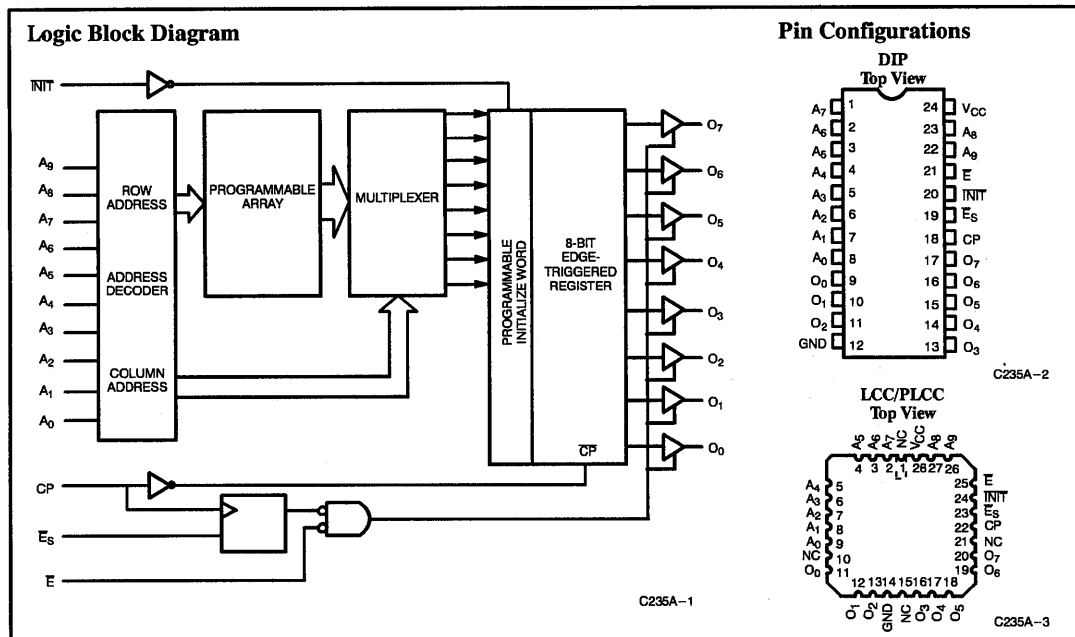 Logic Block Diagram
INIT
A9
A8
A7
A6
A5
A4
A3
A2
A1
A0
ROW
ADDRESS
ADDRESS
DECODER
COLUMN
ADDRESS
PROGRAMMABLE
ARRAY
MULTIPLEXER
PROGRAMMABLE
INITIALIZE WORD
8-BIT
EDGE-
TRIGGERED
REGISTER
CP
O7
O6
O5
O4
O3
O2
O1
O0
CP
ES
E
C235A-1
Pin Configurations
DIP
Top View
A7 1 24 VCC
A6 2 23 A8
A5 3 22 A9
A4 4 21 E
A3 5 20 INIT
A2 6 19 ES
A1 7 18 CP
A0 8 17 O7
O0 9 16 O6
O1 10 15 O5
O2 11 14 O4
GND 12 13 O3
C235A-2
LCC/PLCC
Top View
A5 A6 A7 NC VCC A8 A9
4 3 2 1 28 27 26
A4 5 25 E
A3 6 24 INIT
A2 7 23 ES
A1 8 22 CP
A0 9 21 NC
NC 10 20 O7
O0 11 19 O6
12 13 14 15 16 17 18
O1 O2 GND NC O3 O4 O5
C235A-3